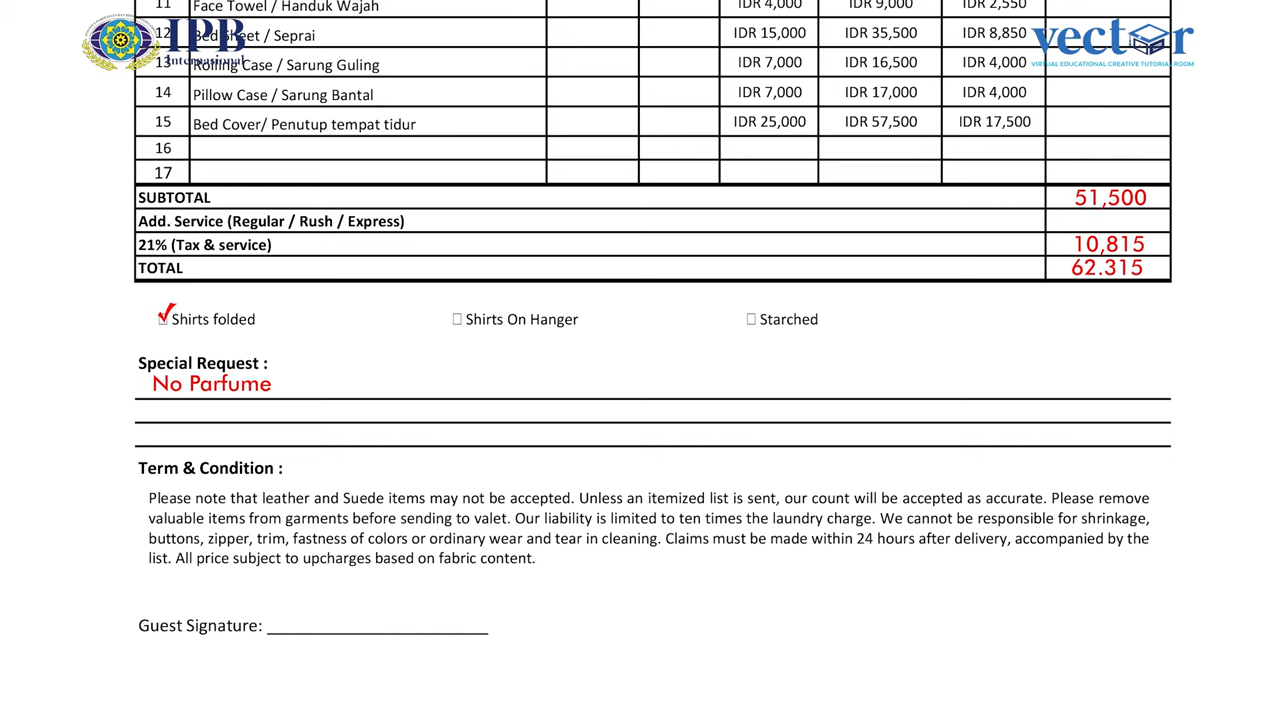 11 Face Towel / Handuk Wajah IDR 4,000 IDR 9,000 IDR 2,550
IPB
Internasional
vector
VIRTUAL EDUCATIONAL CREATIVE TUTORIAL ROOM
12 Bed Sheet / Seprai IDR 15,000 IDR 35,500 IDR 8,850
13 Rolling Case / Sarung Guling IDR 7,000 IDR 16,500 IDR 4,000
14 Pillow Case / Sarung Bantal IDR 7,000 IDR 17,000 IDR 4,000
15 Bed Cover/ Penutup tempat tidur IDR 25,000 IDR 57,500 IDR 17,500
16
17
SUBTOTAL 51,500
Add. Service (Regular / Rush / Express)
21% (Tax & service) 10,815
TOTAL 62.315
Shirts folded Shirts On Hanger Starched
Special Request :
No Parfume
Term & Condition :
Please note that leather and Suede items may not be accepted. Unless an itemized list is sent, our count will be accepted as accurate. Please remove
valuable items from garments before sending to valet. Our liability is limited to ten times the laundry charge. We cannot be responsible for shrinkage,
buttons, zipper, trim, fastness of colors or ordinary wear and tear in cleaning. Claims must be made within 24 hours after delivery, accompanied by the
list. All price subject to upcharges based on fabric content.
Guest Signature: _______________________